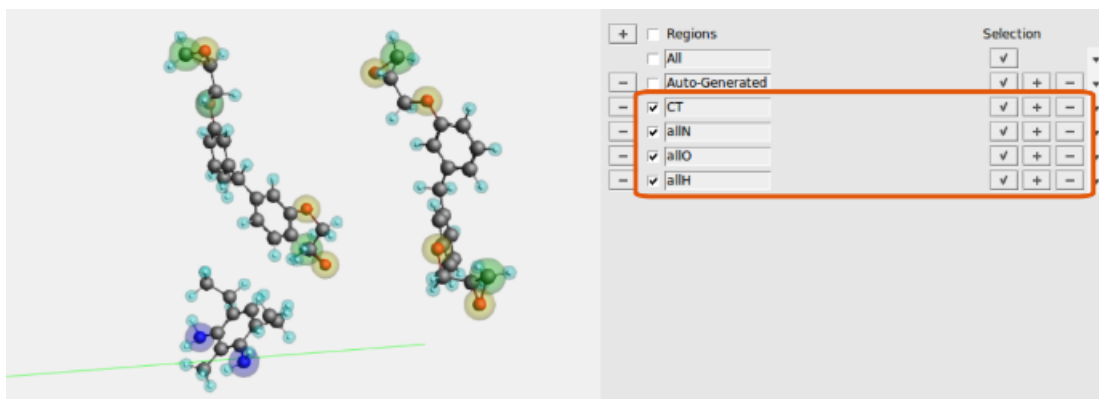 + Regions Selection
All √
− Auto-Generated √ + −
− CT √ + −
− allN √ + −
− allO √ + −
− allH √ + −